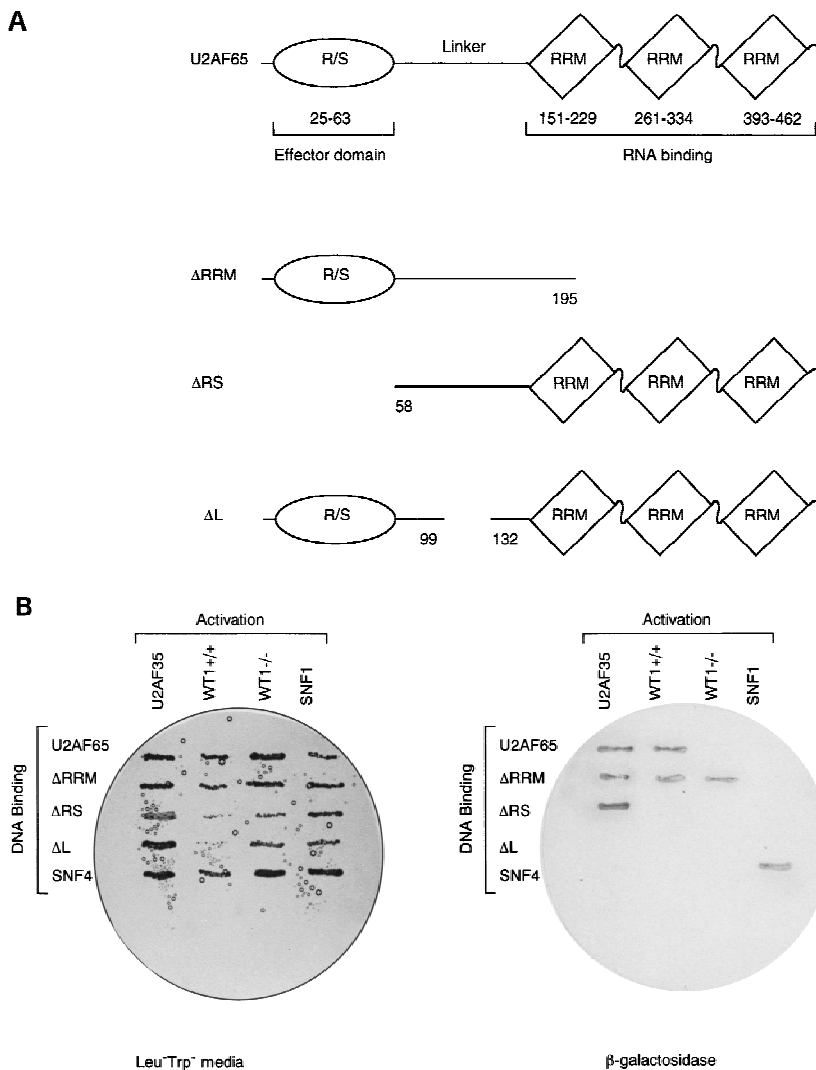 A
U2AF65
R/S
Linker
RRM RRM RRM
25-63
151-229 261-334 393-462
Effector domain
RNA binding
ΔRRM
R/S
195
ΔRS
RRM RRM RRM
58
ΔL
R/S
RRM RRM RRM
99 132
B
Activation
U2AF35 WT1+/+ WT1-/- SNF1
DNA Binding
U2AF65
ΔRRM
ΔRS
ΔL
SNF4
Leu⁻Trp⁻ media
Activation
U2AF35 WT1+/+ WT1-/- SNF1
DNA Binding
U2AF65
ΔRRM
ΔRS
ΔL
SNF4
β-galactosidase